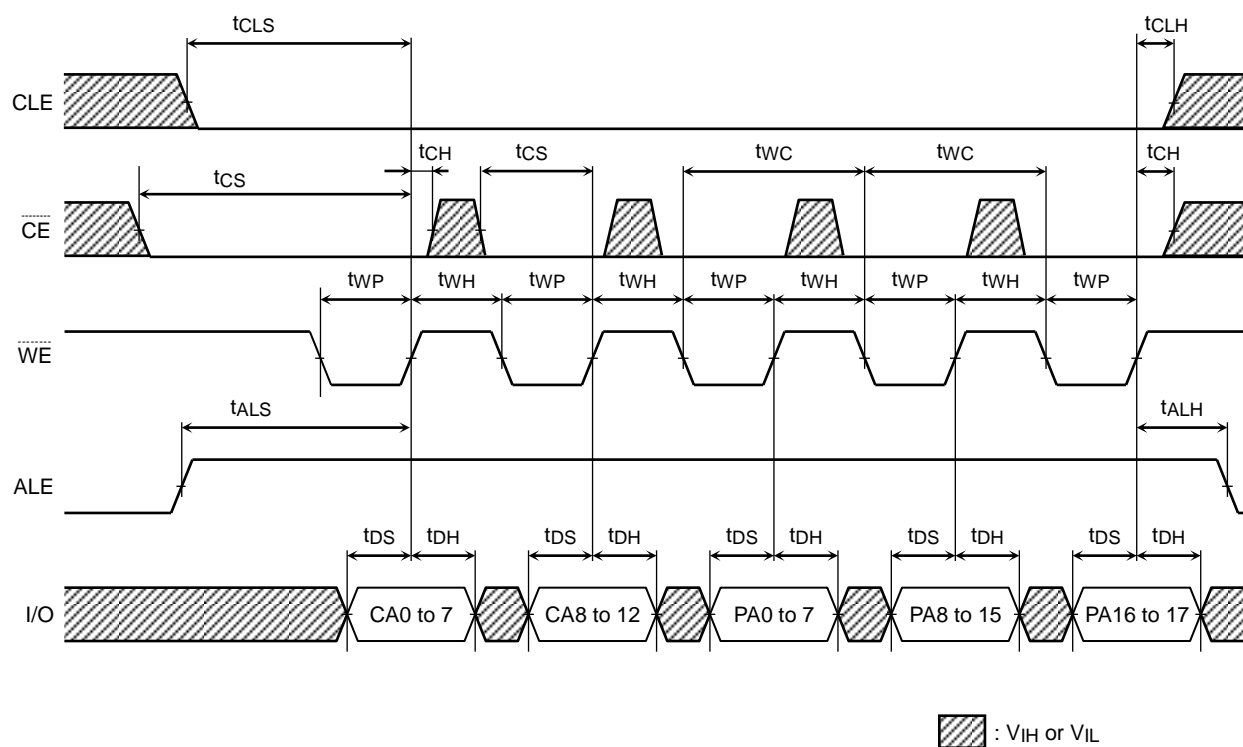 tCLS tCLH
CLE
tCH tCS tWC tWC tCH
tCS
CE
tWP tWH tWP tWH tWP tWH tWP tWH tWP
WE
tALS tALH
ALE
tDS tDH tDS tDH tDS tDH tDS tDH tDS tDH
I/O CA0 to 7 CA8 to 12 PA0 to 7 PA8 to 15 PA16 to 17
: VIH or VIL